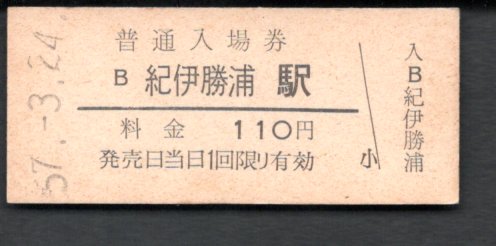 普通入場券
B 紀伊勝浦 駅
料金 110円
発売日当日1回限り有効
小
入 B 紀伊勝浦
57.-3.24.